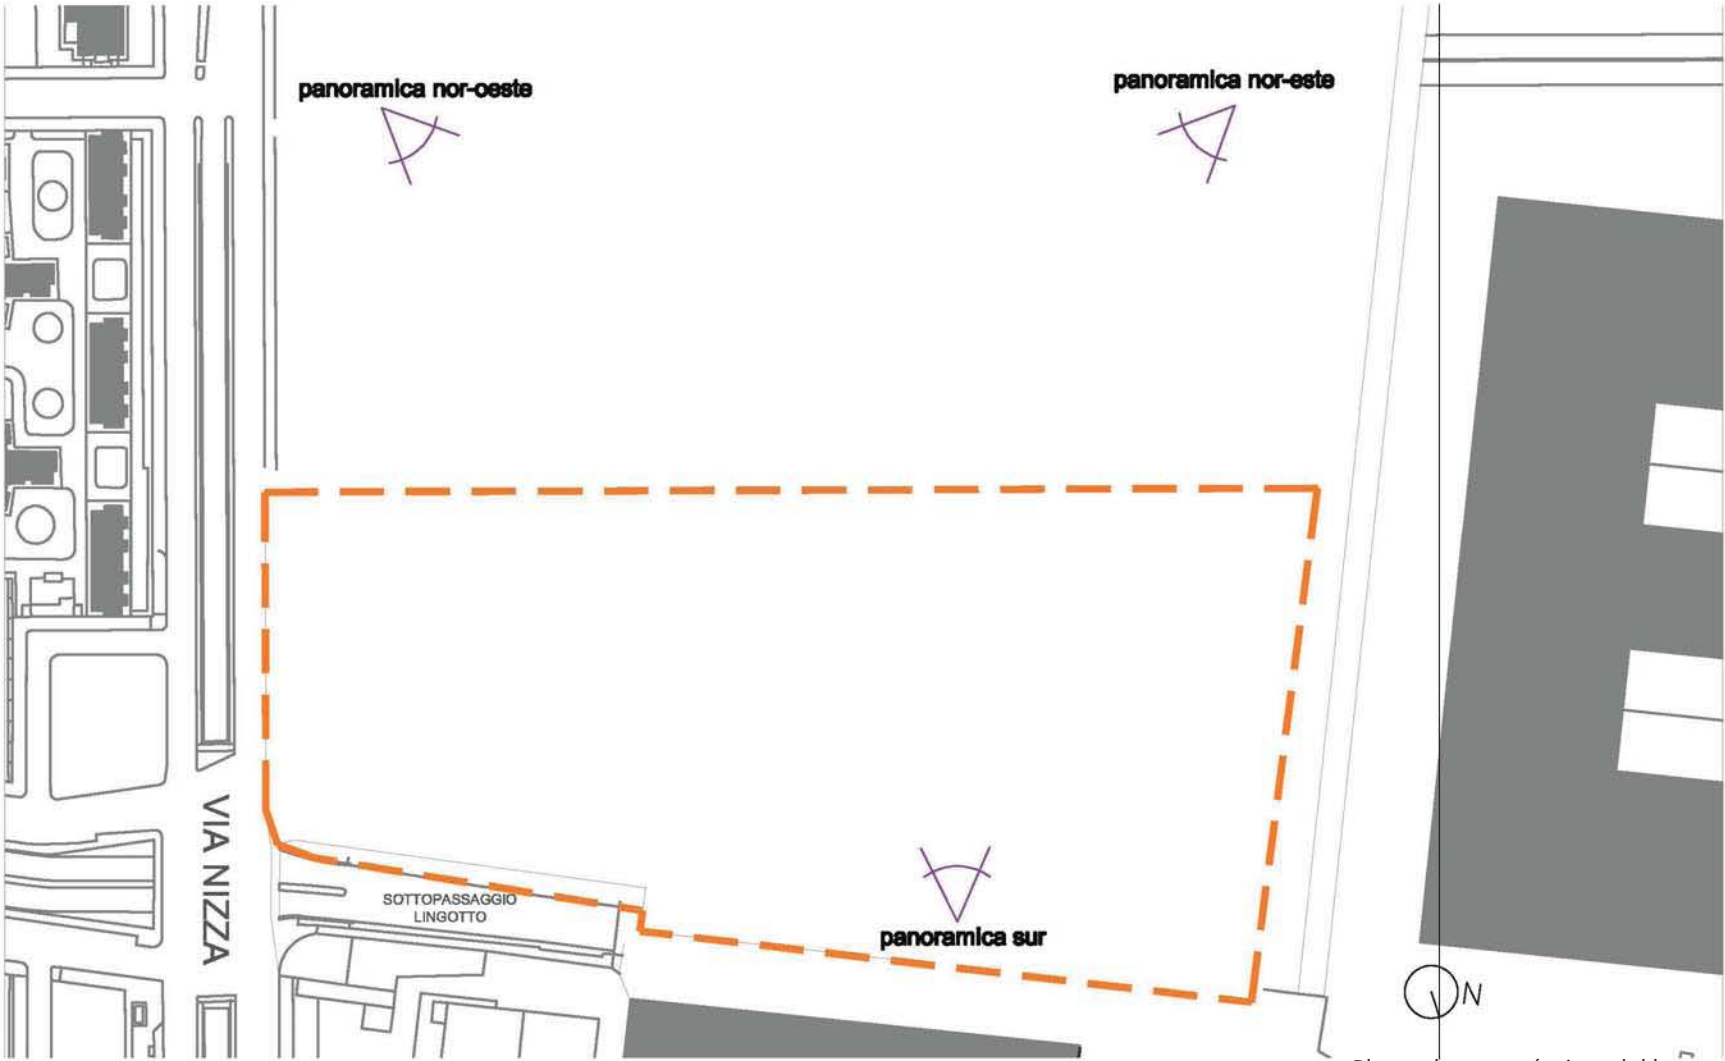 panoramica nor-oeste
panoramica nor-este
VIA NIZZA
SOTTOPASSAGGIO
LINGOTTO
panoramica sur
N